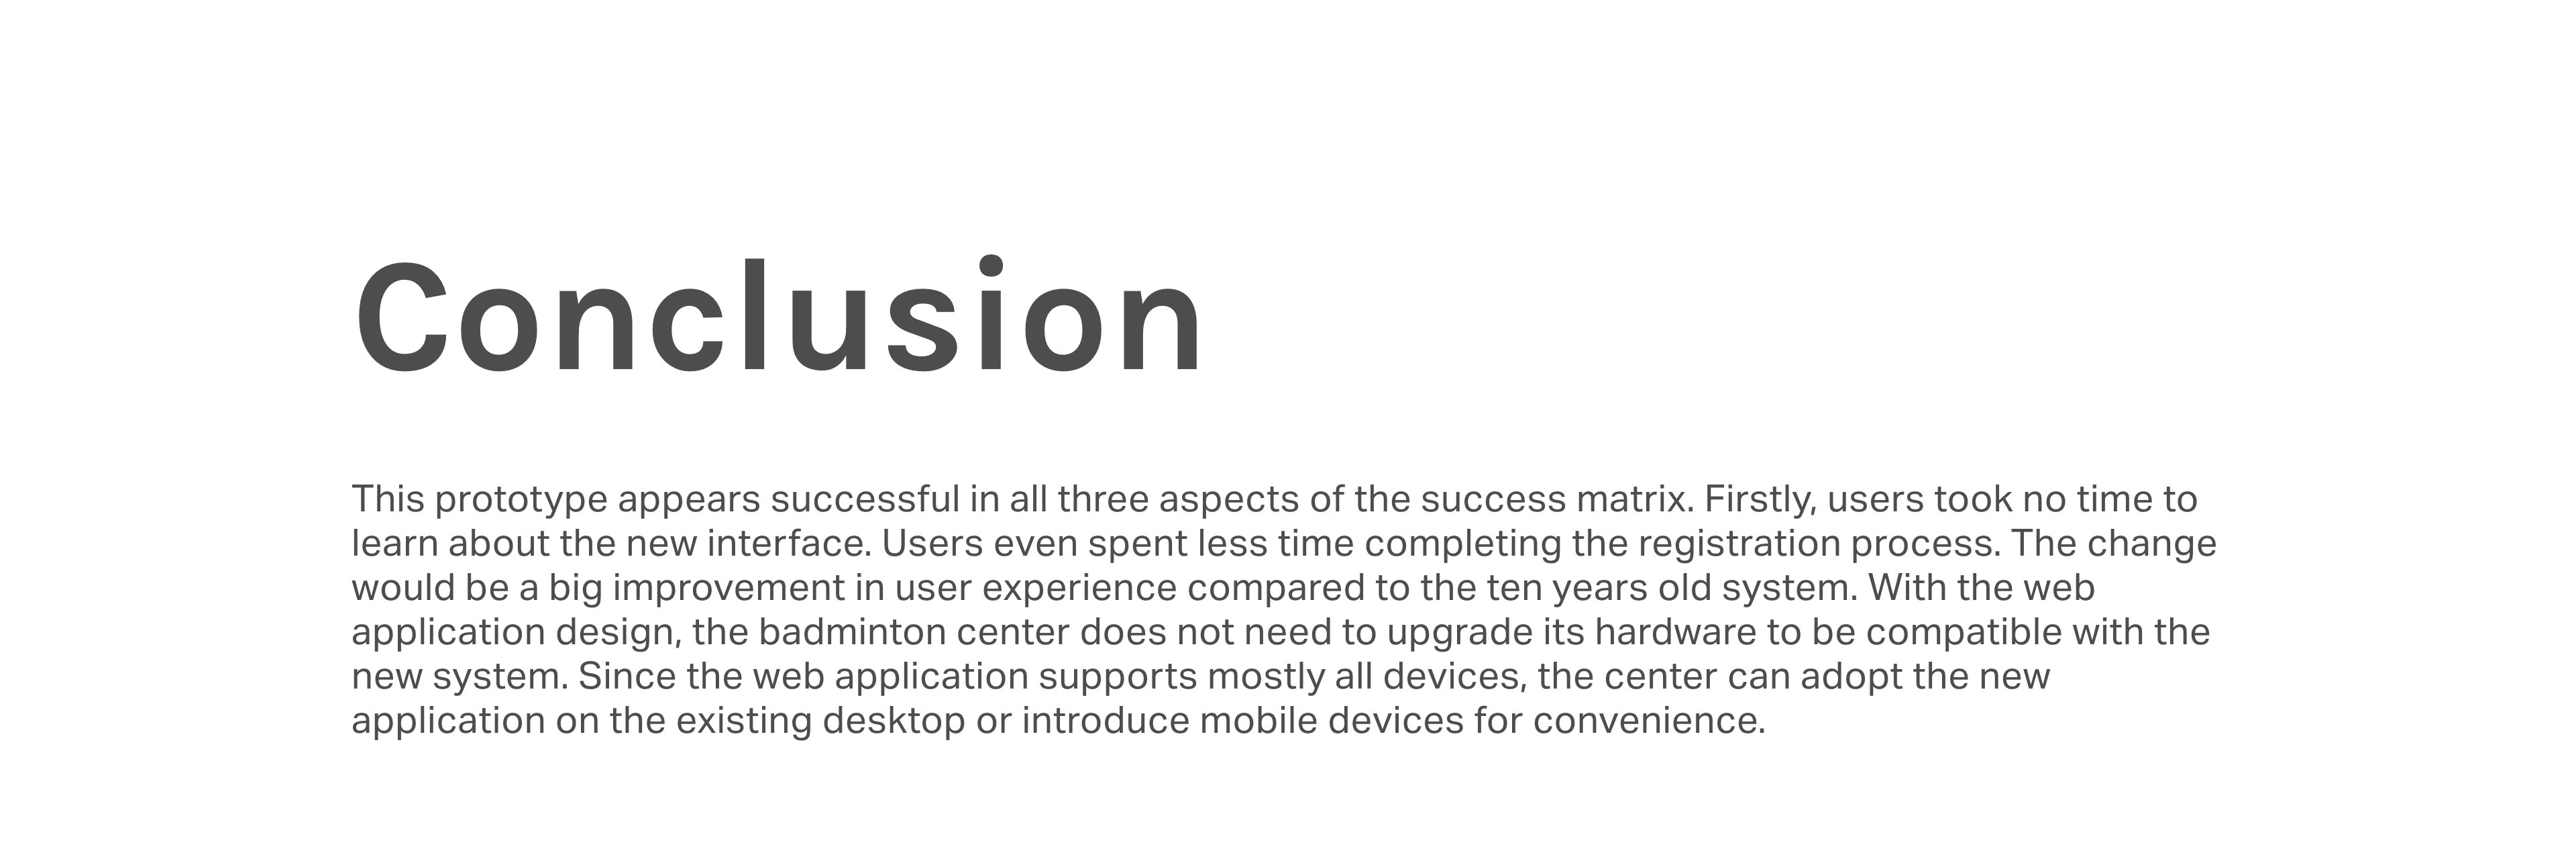 Conclusion
This prototype appears successful in all three aspects of the success matrix. Firstly, users took no time to
learn about the new interface. Users even spent less time completing the registration process. The change
would be a big improvement in user experience compared to the ten years old system. With the web
application design, the badminton center does not need to upgrade its hardware to be compatible with the
new system. Since the web application supports mostly all devices, the center can adopt the new
application on the existing desktop or introduce mobile devices for convenience.